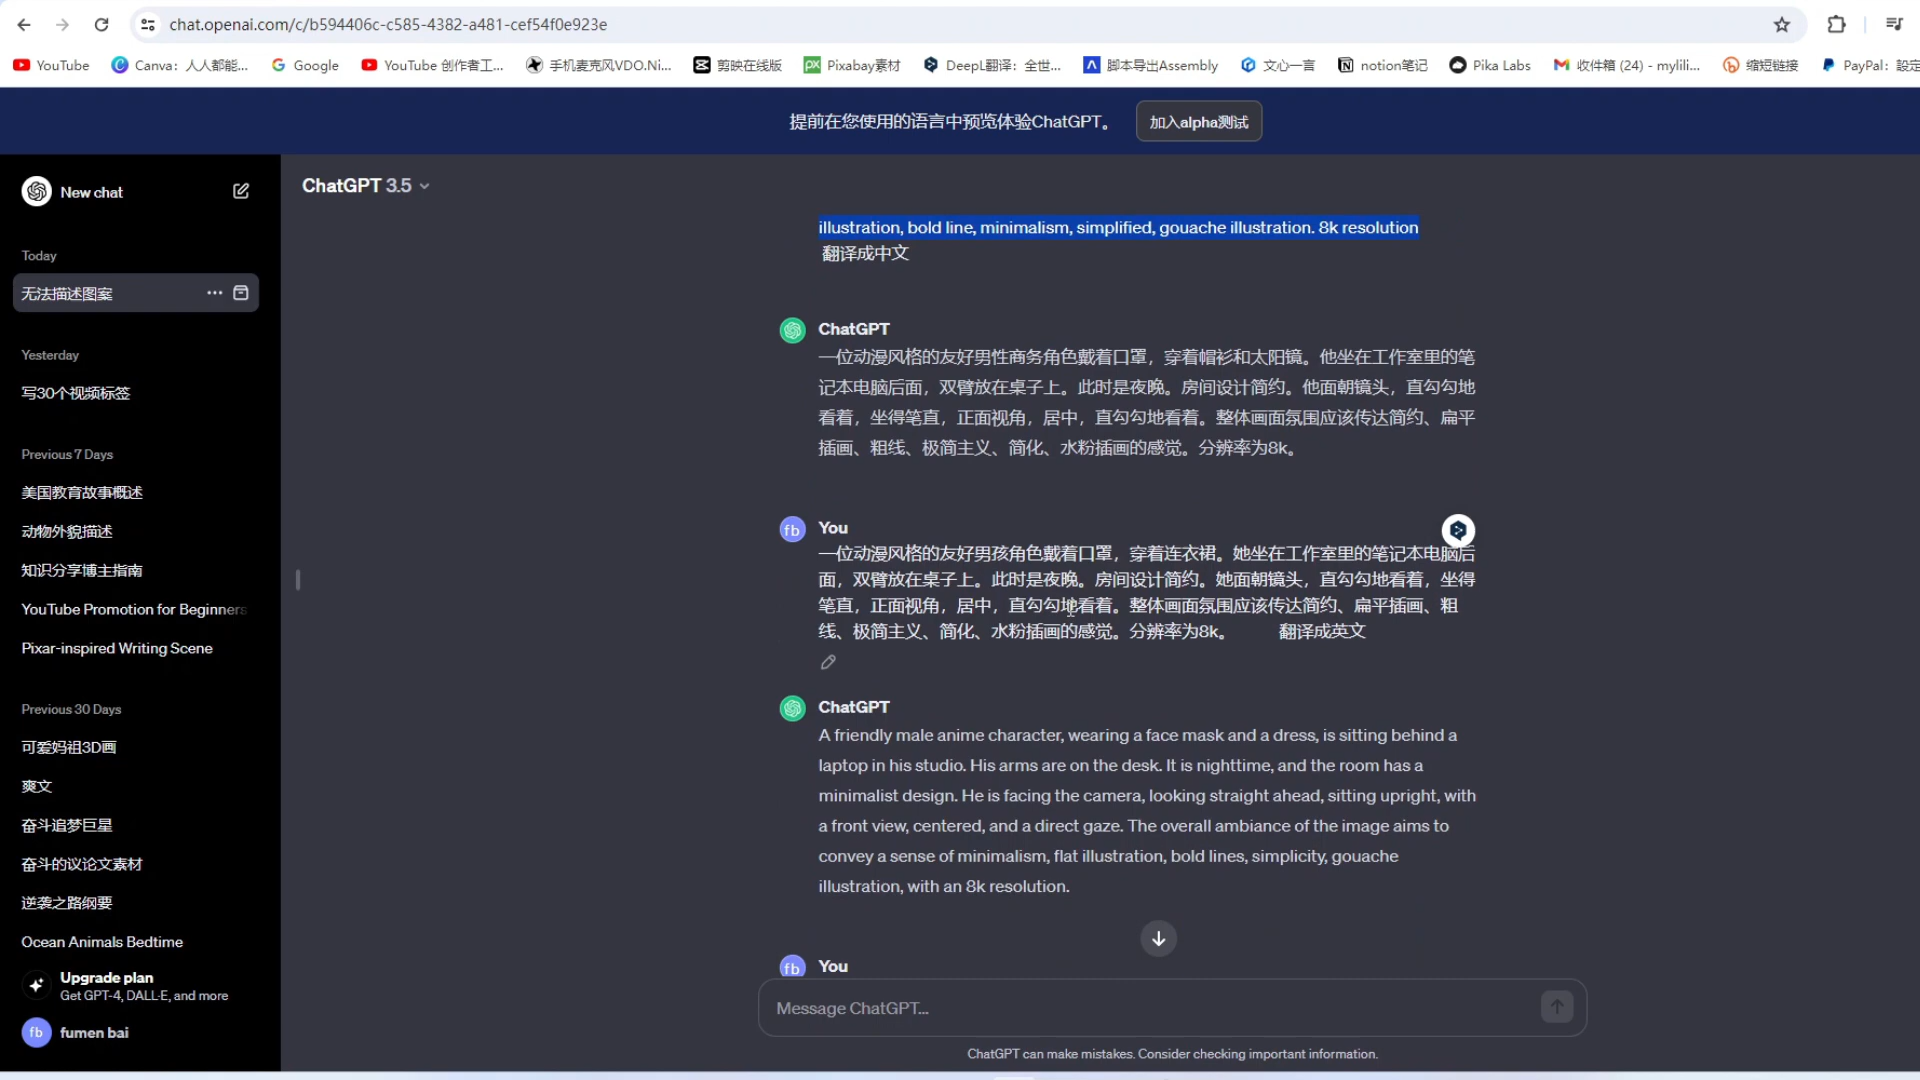 chat.openai.com/c/b594406c-c585-4382-a481-cef54f0e923e
YouTube
Canva：人人都能...
Google
YouTube 创作者工...
手机麦克风VDO.Ni...
剪映在线版
Pixabay素材
DeepL翻译：全世...
脚本导出Assembly
文心一言
notion笔记
Pika Labs
收件箱 (24) - mylili...
缩短链接
PayPal：設定
提前在您使用的语言中预览体验ChatGPT。
加入alpha测试
New chat
Today
无法描述图案
Yesterday
写30个视频标签
Previous 7 Days
美国教育故事概述
动物外貌描述
知识分享博主指南
YouTube Promotion for Beginners
Pixar-inspired Writing Scene
Previous 30 Days
可爱妈祖3D画
爽文
奋斗追梦巨星
奋斗的议论文素材
逆袭之路纲要
Ocean Animals Bedtime
Upgrade plan
Get GPT-4, DALL·E, and more
fb
fumen bai
ChatGPT 3.5
illustration, bold line, minimalism, simplified, gouache illustration. 8k resolution
翻译成中文
ChatGPT
一位动漫风格的友好男性商务角色戴着口罩，穿着帽衫和太阳镜。他坐在工作室里的笔
记本电脑后面，双臂放在桌子上。此时是夜晚。房间设计简约。他面朝镜头，直勾勾地
看着，坐得笔直，正面视角，居中，直勾勾地看着。整体画面氛围应该传达简约、扁平
插画、粗线、极简主义、简化、水粉插画的感觉。分辨率为8k。
fb
You
一位动漫风格的友好男孩角色戴着口罩，穿着连衣裙。她坐在工作室里的笔记本电脑后
面，双臂放在桌子上。此时是夜晚。房间设计简约。她面朝镜头，直勾勾地看着，坐得
笔直，正面视角，居中，直勾勾地看着。整体画面氛围应该传达简约、扁平插画、粗
线、极简主义、简化、水粉插画的感觉。分辨率为8k。 翻译成英文
ChatGPT
A friendly male anime character, wearing a face mask and a dress, is sitting behind a
laptop in his studio. His arms are on the desk. It is nighttime, and the room has a
minimalist design. He is facing the camera, looking straight ahead, sitting upright, with
a front view, centered, and a direct gaze. The overall ambiance of the image aims to
convey a sense of minimalism, flat illustration, bold lines, simplicity, gouache
illustration, with an 8k resolution.
fb
You
Message ChatGPT...
ChatGPT can make mistakes. Consider checking important information.